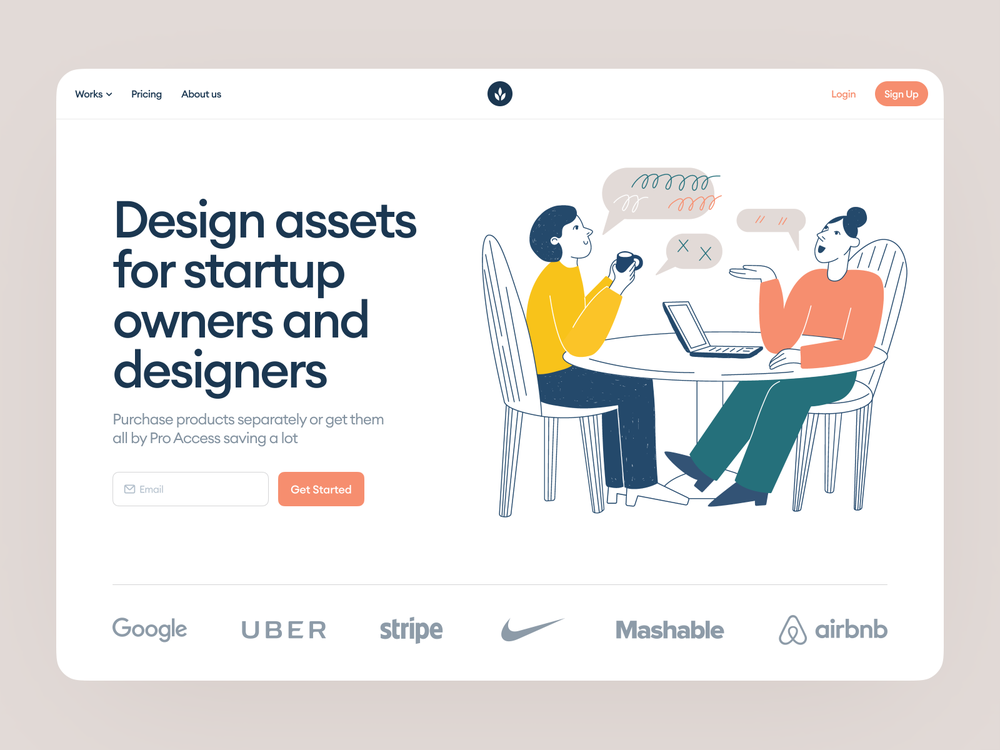 Works
Pricing
About us
Login
Sign Up
Design assets
for startup
owners and
designers
Purchase products separately or get them
all by Pro Access saving a lot
Email
Get Started
Google
UBER
stripe
Mashable
airbnb